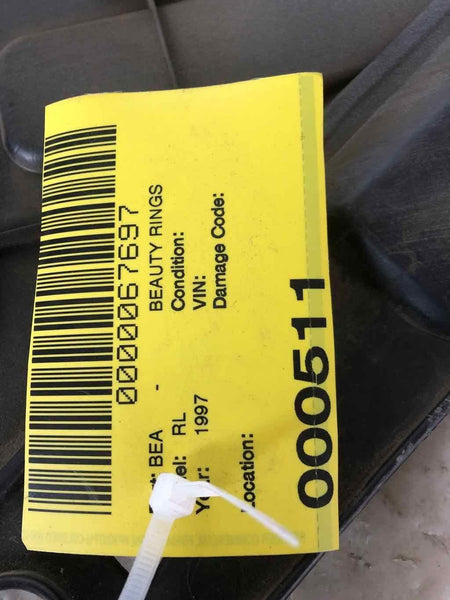 0000067697
BEA - BEAUTY RINGS
RL Condition:
1997 VIN:
Damage Code:
Location:
000511